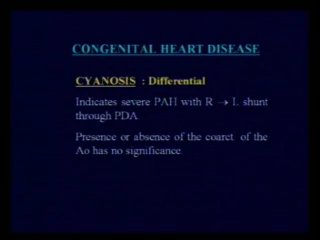 CONGENITAL HEART DISEASE
CYANOSIS : Differential
Indicates severe PAH with R → L shunt
through PDA.
Presence or absence of the coarct. of the
Ao has no significance.